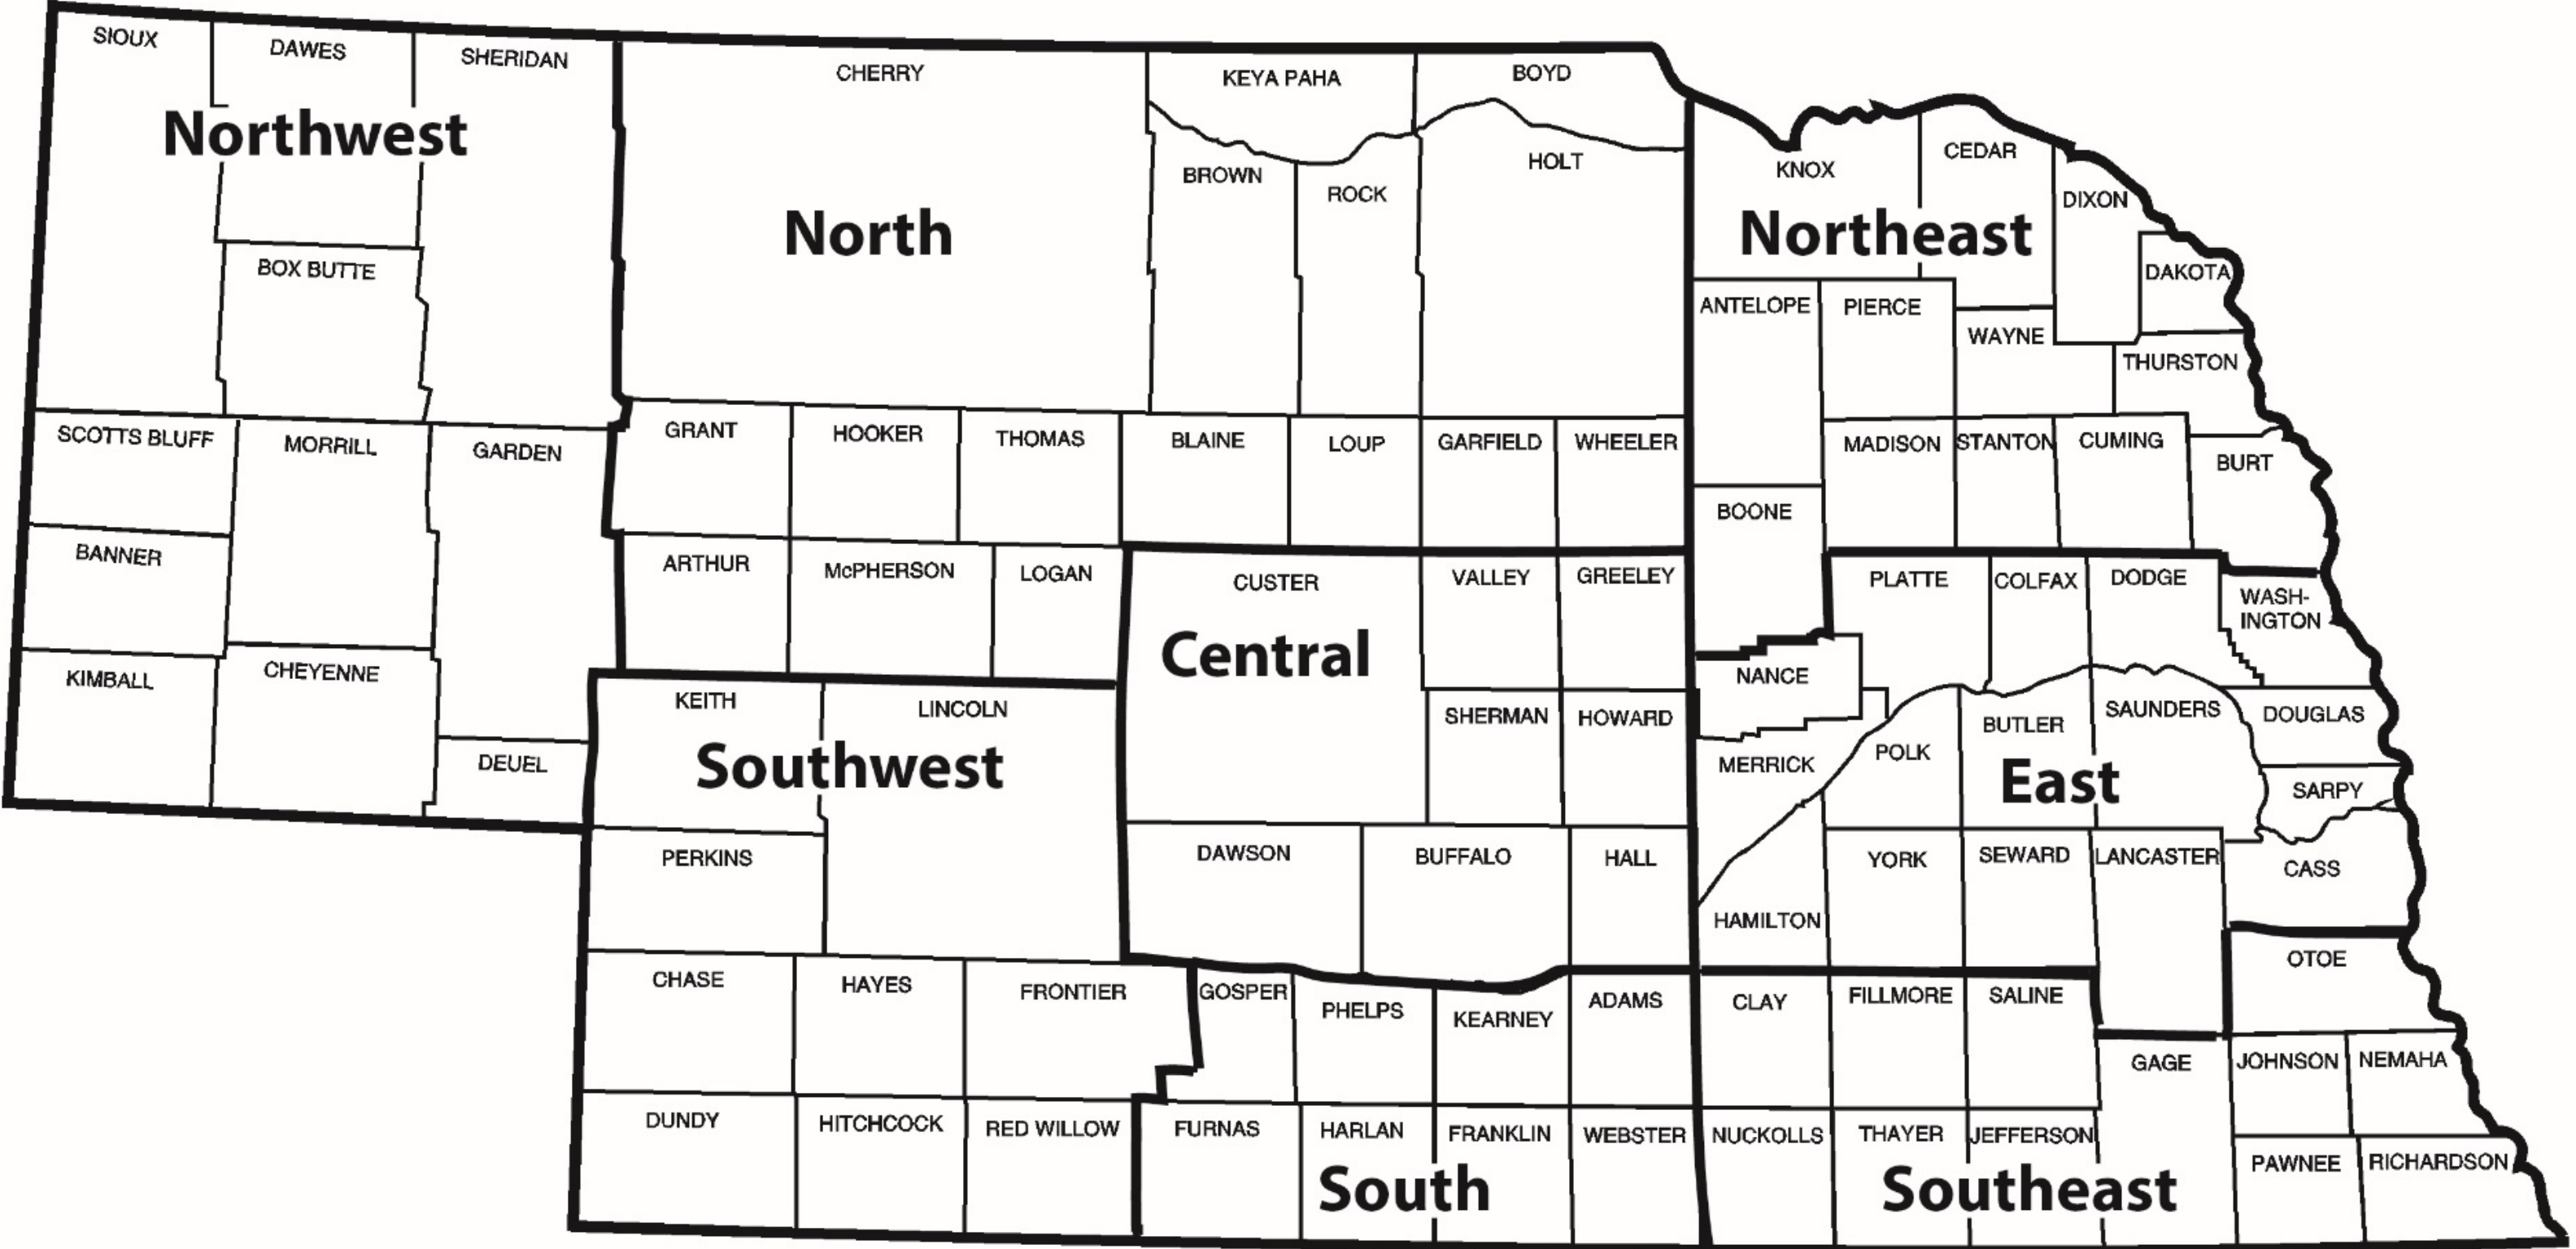 SIOUX
DAWES
SHERIDAN
Northwest
BOX BUTTE
SCOTTS BLUFF
MORRILL
GARDEN
BANNER
KIMBALL
CHEYENNE
DEUEL
CHERRY
KEYA PAHA
BOYD
BROWN
ROCK
HOLT
North
GRANT
HOOKER
THOMAS
BLAINE
LOUP
GARFIELD
WHEELER
ARTHUR
McPHERSON
LOGAN
KNOX
CEDAR
DIXON
Northeast
DAKOTA
ANTELOPE
PIERCE
WAYNE
THURSTON
MADISON
STANTON
CUMING
BURT
BOONE
CUSTER
VALLEY
GREELEY
Central
SHERMAN
HOWARD
DAWSON
BUFFALO
HALL
PLATTE
COLFAX
DODGE
WASH-
INGTON
NANCE
MERRICK
POLK
BUTLER
SAUNDERS
DOUGLAS
East
SARPY
YORK
SEWARD
LANCASTER
CASS
HAMILTON
KEITH
LINCOLN
Southwest
PERKINS
CHASE
HAYES
FRONTIER
DUNDY
HITCHCOCK
RED WILLOW
GOSPER
PHELPS
KEARNEY
ADAMS
FURNAS
HARLAN
FRANKLIN
WEBSTER
South
OTOE
CLAY
FILLMORE
SALINE
GAGE
JOHNSON
NEMAHA
NUCKOLLS
THAYER
JEFFERSON
PAWNEE
RICHARDSON
Southeast